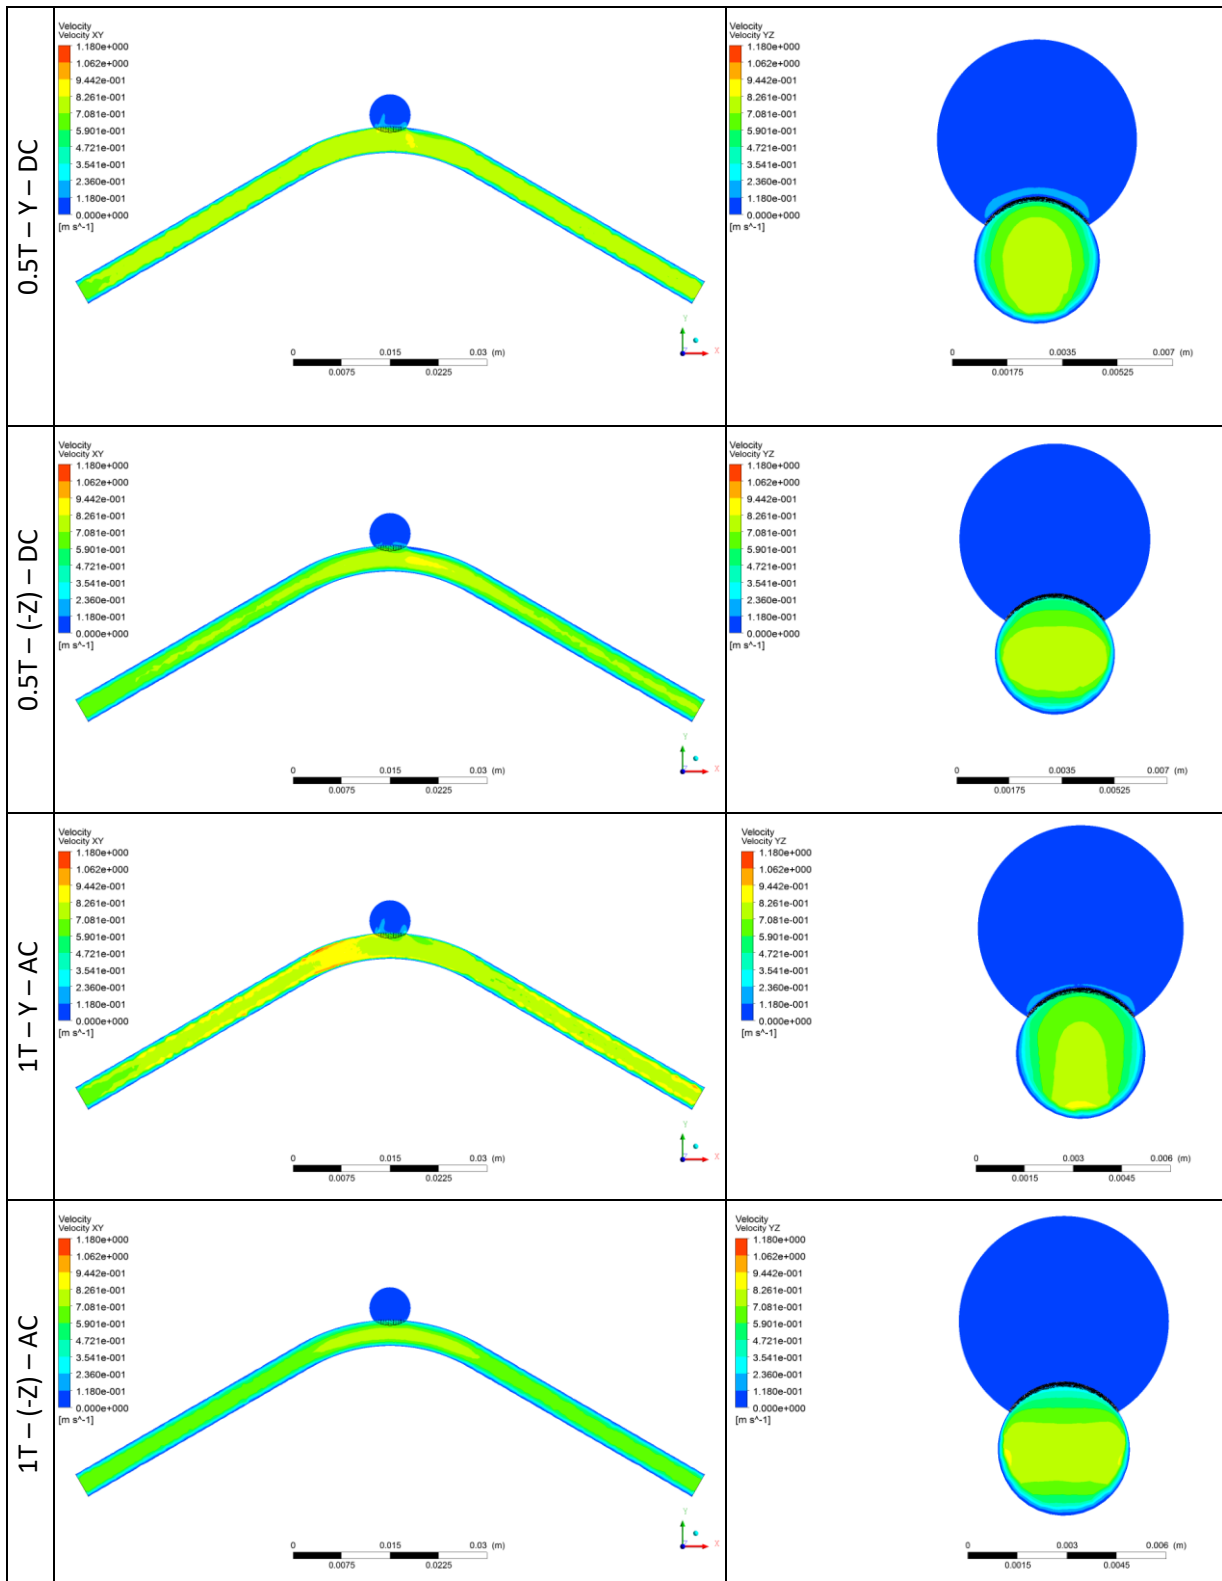 0.5T – Y – DC
Velocity
Velocity XY
1.180e+000
1.062e+000
9.442e-001
8.261e-001
7.081e-001
5.901e-001
4.721e-001
3.541e-001
2.360e-001
1.180e-001
0.000e+000
[m s^-1]
0 0.015 0.03 (m)
0.0075 0.0225
Y
X
Velocity
Velocity YZ
1.180e+000
1.062e+000
9.442e-001
8.261e-001
7.081e-001
5.901e-001
4.721e-001
3.541e-001
2.360e-001
1.180e-001
0.000e+000
[m s^-1]
0 0.0035 0.007 (m)
0.00175 0.00525
0.5T – (-Z) – DC
Velocity
Velocity XY
1.180e+000
1.062e+000
9.442e-001
8.261e-001
7.081e-001
5.901e-001
4.721e-001
3.541e-001
2.360e-001
1.180e-001
0.000e+000
[m s^-1]
0 0.015 0.03 (m)
0.0075 0.0225
Y
X
Velocity
Velocity YZ
1.180e+000
1.062e+000
9.442e-001
8.261e-001
7.081e-001
5.901e-001
4.721e-001
3.541e-001
2.360e-001
1.180e-001
0.000e+000
[m s^-1]
0 0.0035 0.007 (m)
0.00175 0.00525
1T – Y – AC
Velocity
Velocity XY
1.180e+000
1.062e+000
9.442e-001
8.261e-001
7.081e-001
5.901e-001
4.721e-001
3.541e-001
2.360e-001
1.180e-001
0.000e+000
[m s^-1]
0 0.015 0.03 (m)
0.0075 0.0225
Y
X
Velocity
Velocity YZ
1.180e+000
1.062e+000
9.442e-001
8.261e-001
7.081e-001
5.901e-001
4.721e-001
3.541e-001
2.360e-001
1.180e-001
0.000e+000
[m s^-1]
0 0.003 0.006 (m)
0.0015 0.0045
1T – (-Z) – AC
Velocity
Velocity XY
1.180e+000
1.062e+000
9.442e-001
8.261e-001
7.081e-001
5.901e-001
4.721e-001
3.541e-001
2.360e-001
1.180e-001
0.000e+000
[m s^-1]
0 0.015 0.03 (m)
0.0075 0.0225
Y
X
Velocity
Velocity YZ
1.180e+000
1.062e+000
9.442e-001
8.261e-001
7.081e-001
5.901e-001
4.721e-001
3.541e-001
2.360e-001
1.180e-001
0.000e+000
[m s^-1]
0 0.003 0.006 (m)
0.0015 0.0045